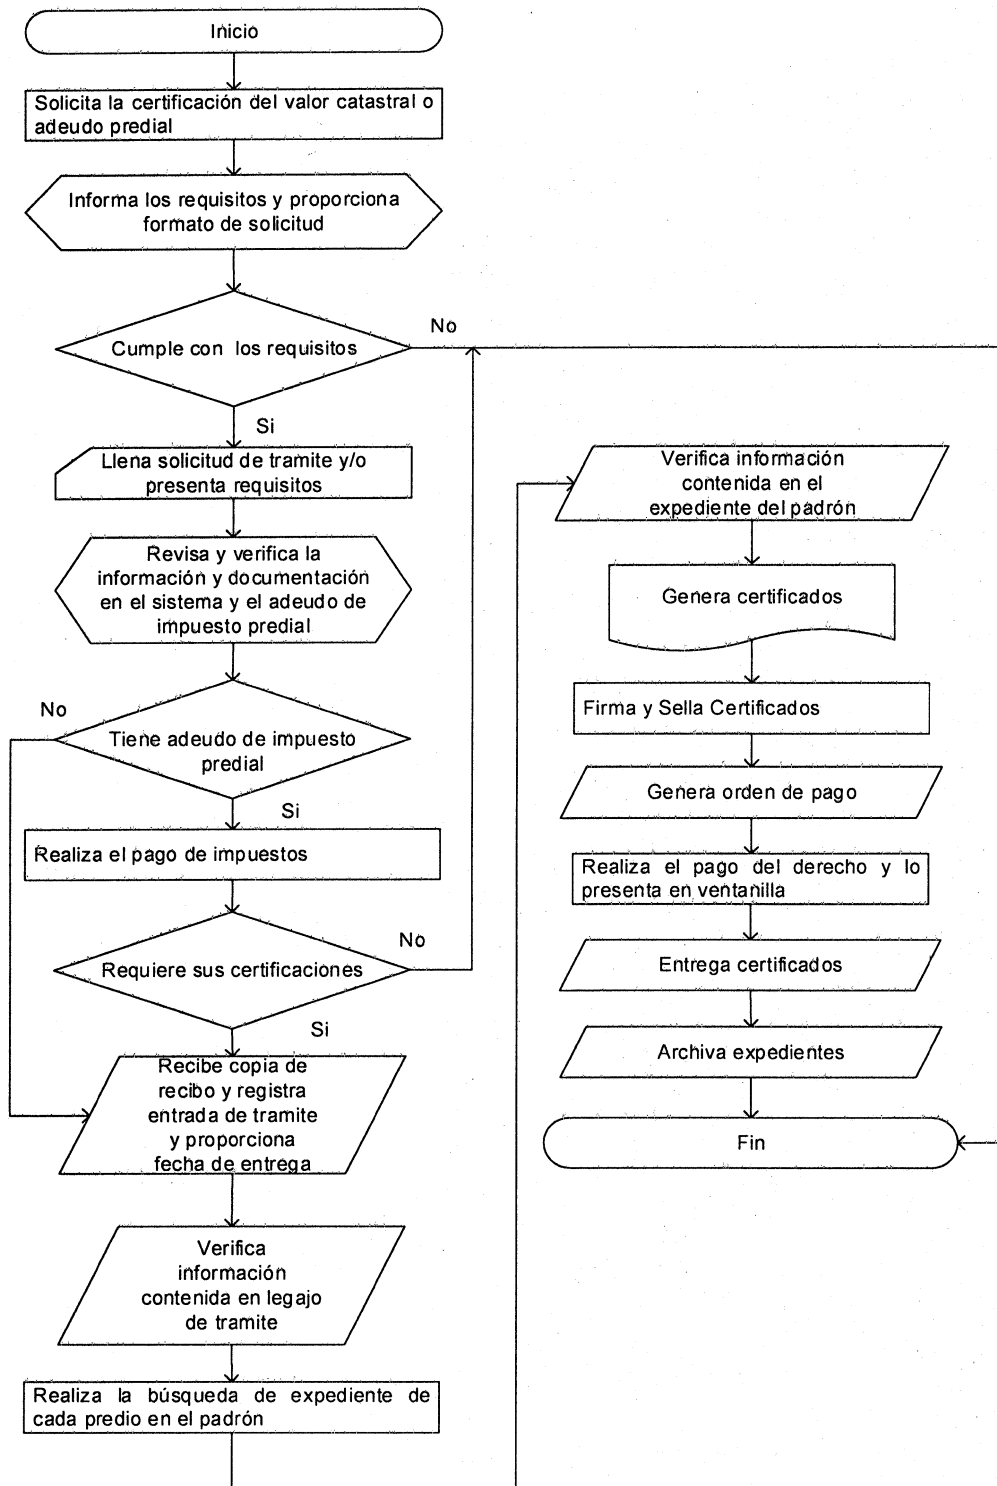 Inicio
Solicita la certificación del valor catastral o
adeudo predial
Informa los requisitos y proporciona
formato de solicitud
No
Cumple con los requisitos
Si
Llena solicitud de tramite y/o
presenta requisitos
Revisa y verifica la
información y documentación
en el sistema y el adeudo de
impuesto predial
No
Tiene adeudo de impuesto
predial
Si
Realiza el pago de impuestos
No
Requiere sus certificaciones
Si
Recibe copia de
recibo y registra
entrada de tramite
y proporciona
fecha de entrega
Verifica
información
contenida en legajo
de tramite
Realiza la búsqueda de expediente de
cada predio en el padrón
Verifica información
contenida en el
expediente del padrón
Genera certificados
Firma y Sella Certificados
Genera orden de pago
Realiza el pago del derecho y lo
presenta en ventanilla
Entrega certificados
Archiva expedientes
Fin